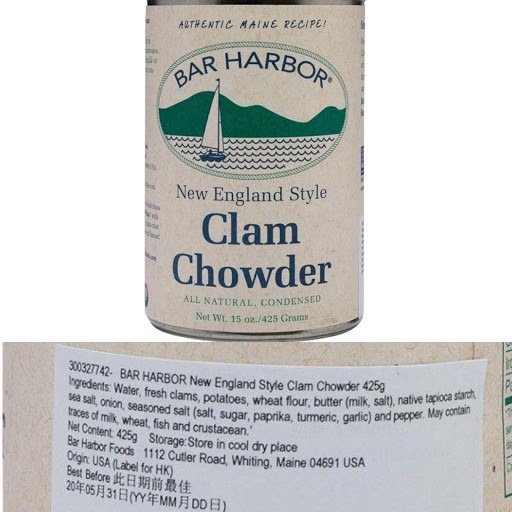 AUTHENTIC MAINE RECIPE!
BAR HARBOR®
New England Style
Clam
Chowder
ALL NATURAL, CONDENSED
Net Wt. 15 oz./425 Grams
300327742- BAR HARBOR New England Style Clam Chowder 425g
Ingredients: Water, fresh clams, potatoes, wheat flour, butter (milk, salt), native tapioca starch,
sea salt, onion, seasoned salt (salt, sugar, paprika, turmeric, garlic) and pepper. May contain
traces of milk, wheat, fish and crustacean.'
Net Content: 425g Storage:Store in cool dry place
Bar Harbor Foods 1112 Cutler Road, Whiting, Maine 04691 USA
Origin: USA (Label for HK)
Best Before 此日期前最佳
20年05月31日(YY年MM月DD日)